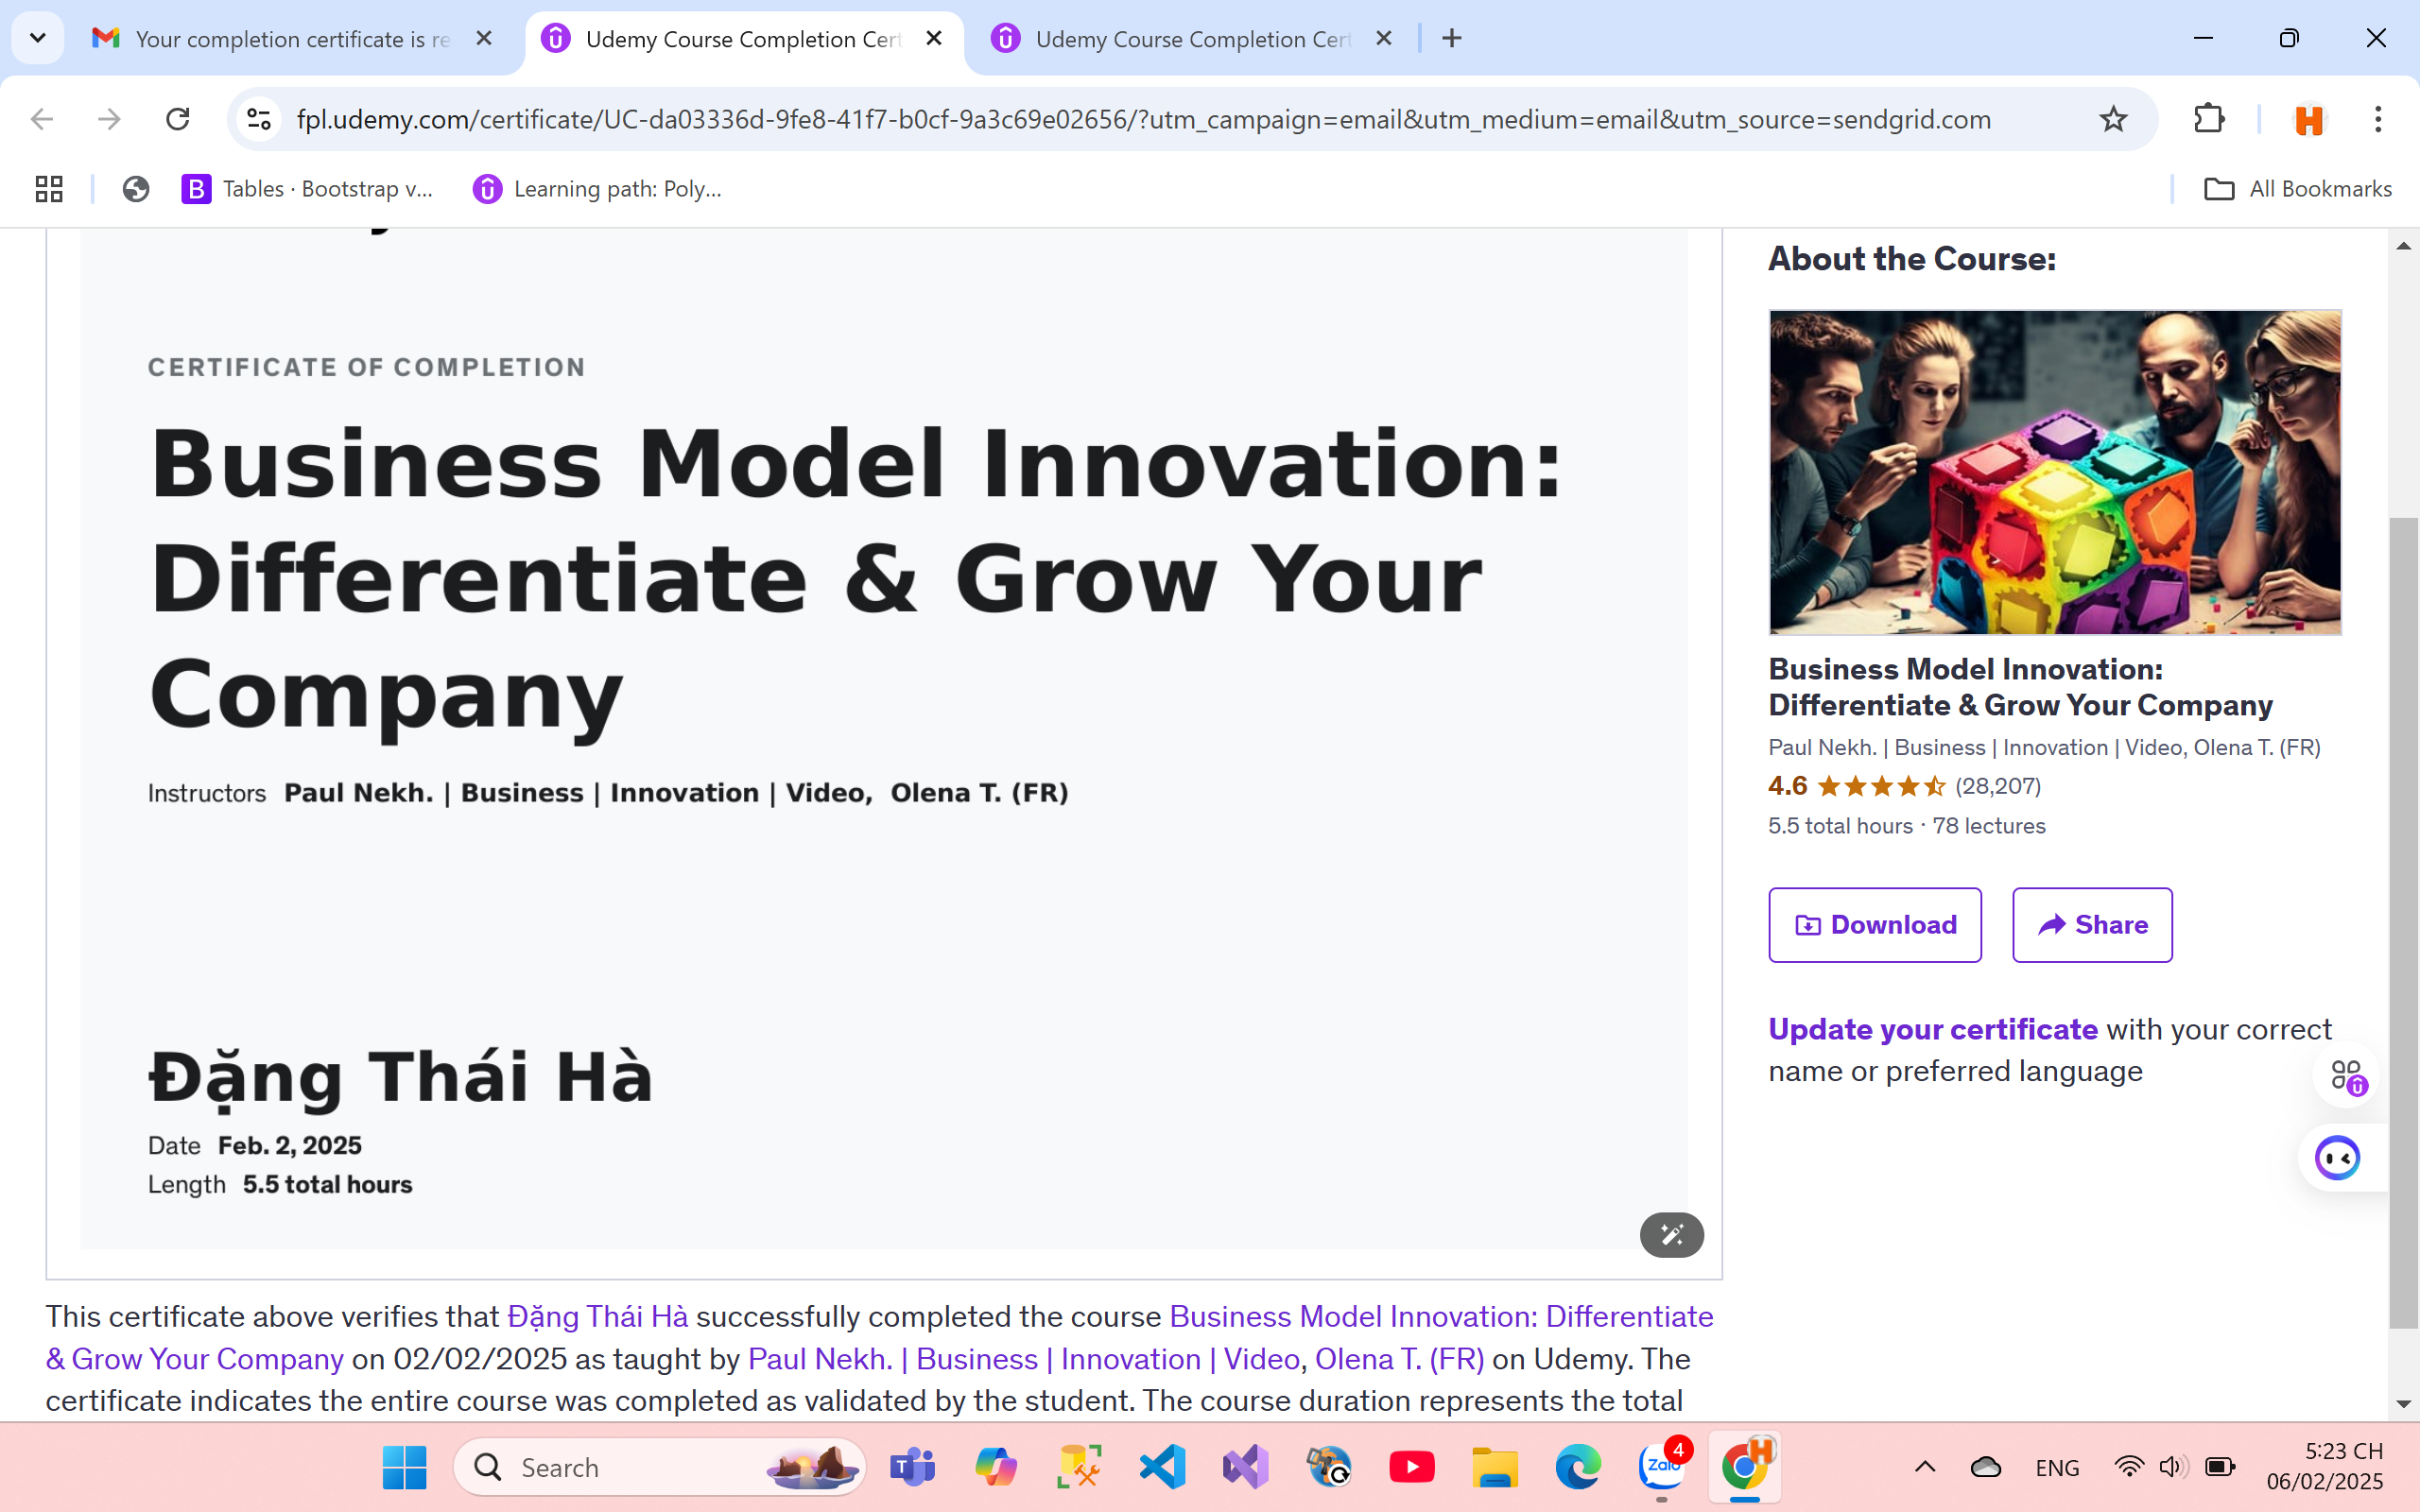 Your completion certificate is re
Udemy Course Completion Cert
Udemy Course Completion Cert
fpl.udemy.com/certificate/UC-da03336d-9fe8-41f7-b0cf-9a3c69e02656/?utm_campaign=email&utm_medium=email&utm_source=sendgrid.com
Tables · Bootstrap v...
Learning path: Poly...
All Bookmarks
CERTIFICATE OF COMPLETION
Business Model Innovation:
Differentiate & Grow Your
Company
Instructors Paul Nekh. | Business | Innovation | Video, Olena T. (FR)
Đặng Thái Hà
Date Feb. 2, 2025
Length 5.5 total hours
About the Course:
Business Model Innovation:
Differentiate & Grow Your Company
Paul Nekh. | Business | Innovation | Video, Olena T. (FR)
4.6 (28,207)
5.5 total hours · 78 lectures
Download
Share
Update your certificate with your correct
name or preferred language
This certificate above verifies that Đặng Thái Hà successfully completed the course Business Model Innovation: Differentiate
& Grow Your Company on 02/02/2025 as taught by Paul Nekh. | Business | Innovation | Video, Olena T. (FR) on Udemy. The
certificate indicates the entire course was completed as validated by the student. The course duration represents the total
Search
Zalo
4
ENG
5:23 CH
06/02/2025